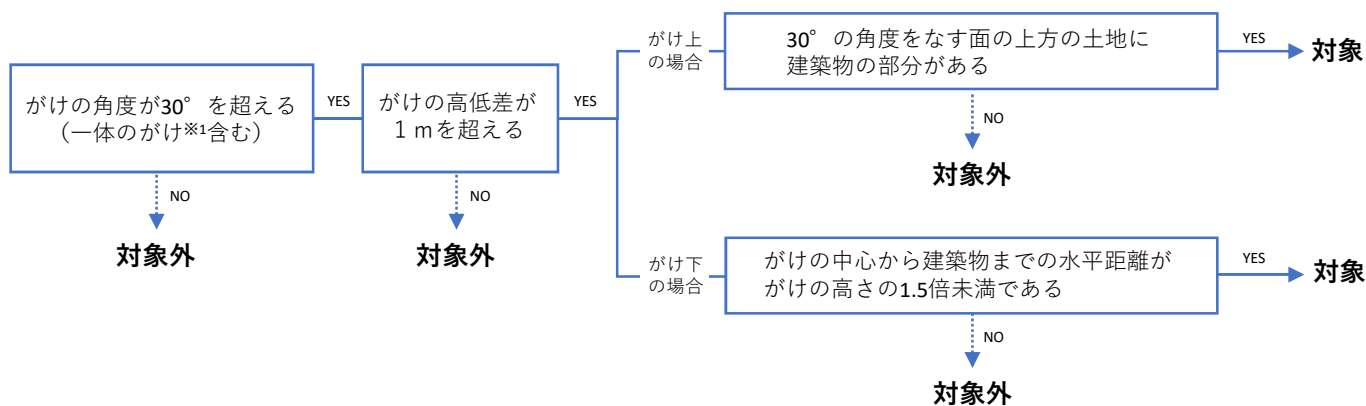 がけの角度が30°を超える
（一体のがけ※1含む）
YES
NO
対象外
がけの高低差が
１ｍを超える
YES
NO
対象外
がけ上
の場合
30°の角度をなす面の上方の土地に
建築物の部分がある
YES
対象
NO
対象外
がけ下
の場合
がけの中心から建築物までの水平距離が
がけの高さの1.5倍未満である
YES
対象
NO
対象外